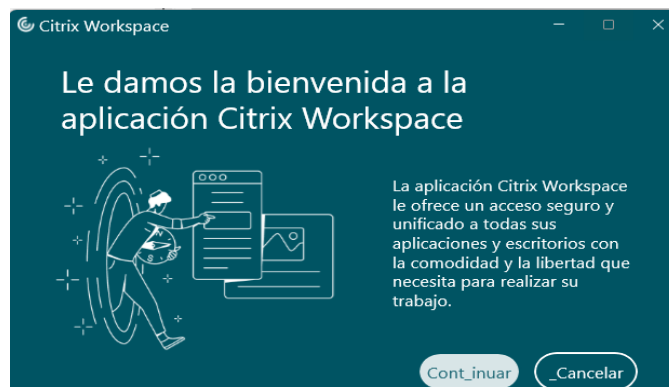 Citrix Workspace
Le damos la bienvenida a la
aplicación Citrix Workspace
N
S
La aplicación Citrix Workspace
le ofrece un acceso seguro y
unificado a todas sus
aplicaciones y escritorios con
la comodidad y la libertad que
necesita para realizar su
trabajo.
Cont_inuar
_Cancelar